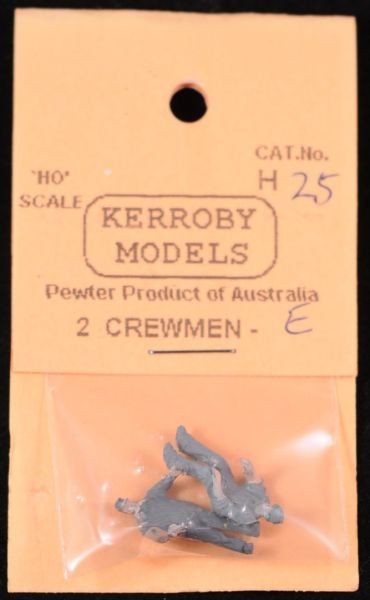 CAT.No.
'HO' H 25
SCALE
KERROBY
MODELS
Pewter Product of Australia
2 CREWMEN - E